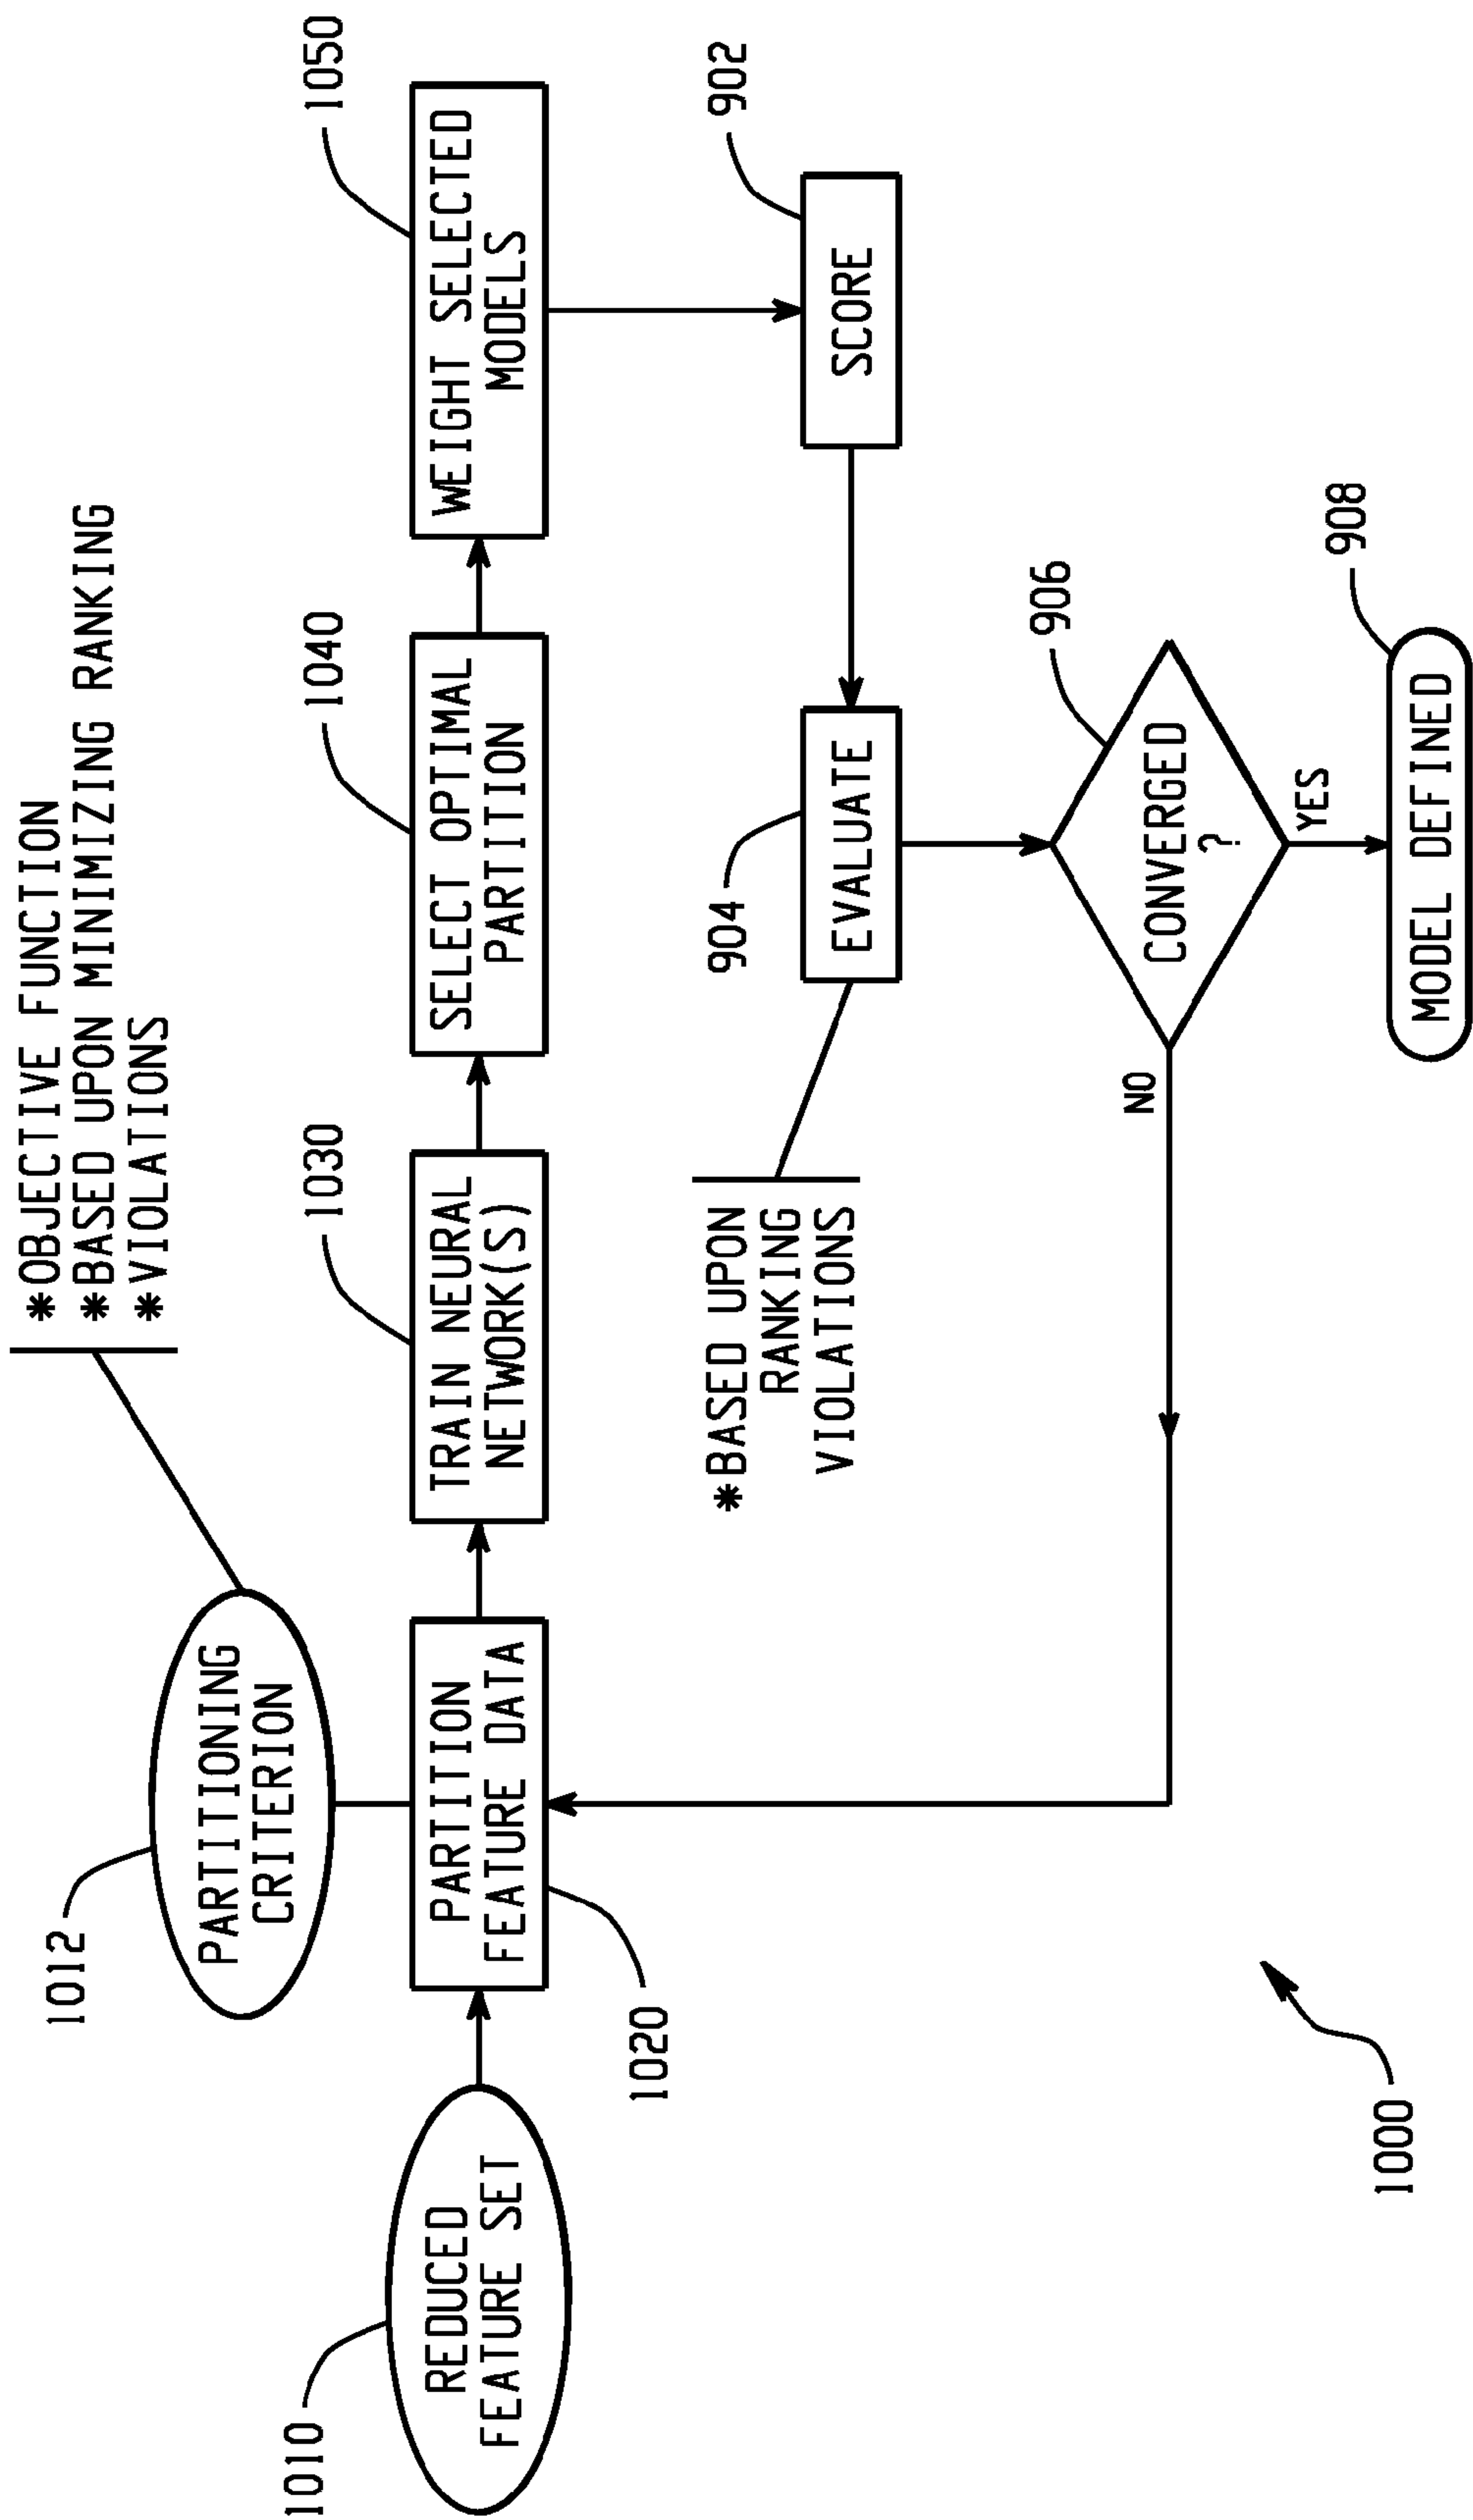 *OBJECTIVE FUNCTION
*BASED UPON MINIMIZING RANKING
*VIOLATIONS
1012
PARTITIONING
CRITERION
1010
REDUCED
FEATURE SET
1020
PARTITION
FEATURE DATA
1030
TRAIN NEURAL
NETWORK(S)
1040
SELECT OPTIMAL
PARTITION
1050
WEIGHT SELECTED
MODELS
902
SCORE
904
EVALUATE
*BASED UPON
RANKING
VIOLATIONS
906
CONVERGED
?
NO
YES
908
MODEL DEFINED
1000